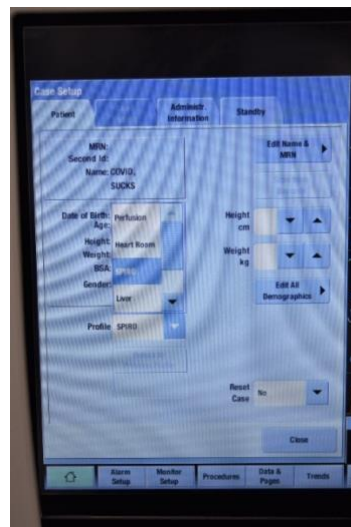 Case Setup
Patient
Administr.
Information
Standby
MRN:
Second Id:
Name: COVID,
SUCKS
Edit Name &
MRN
Date of Birth:
Age:
Height:
Weight:
BSA:
Gender:
Perfusion
Heart Room
SPIRO
Liver
Height
cm
Weight
kg
Edit All
Demographics
Profile SPIRO
Reset
Case
No
Close
Alarm
Setup
Monitor
Setup
Procedures
Data &
Pages
Trends